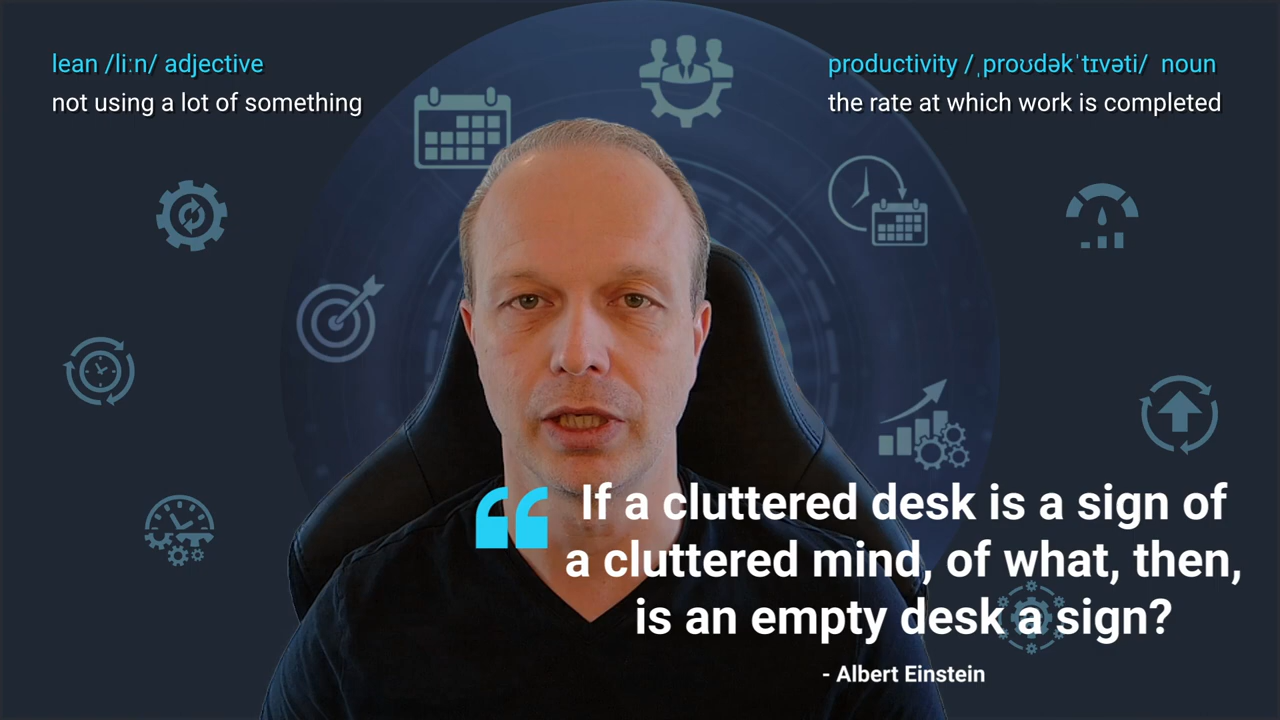 lean /liːn/ adjective
not using a lot of something
productivity /ˌproʊdəkˈtɪvəti/ noun
the rate at which work is completed
“ If a cluttered desk is a sign of
a cluttered mind, of what, then,
is an empty desk a sign?
- Albert Einstein